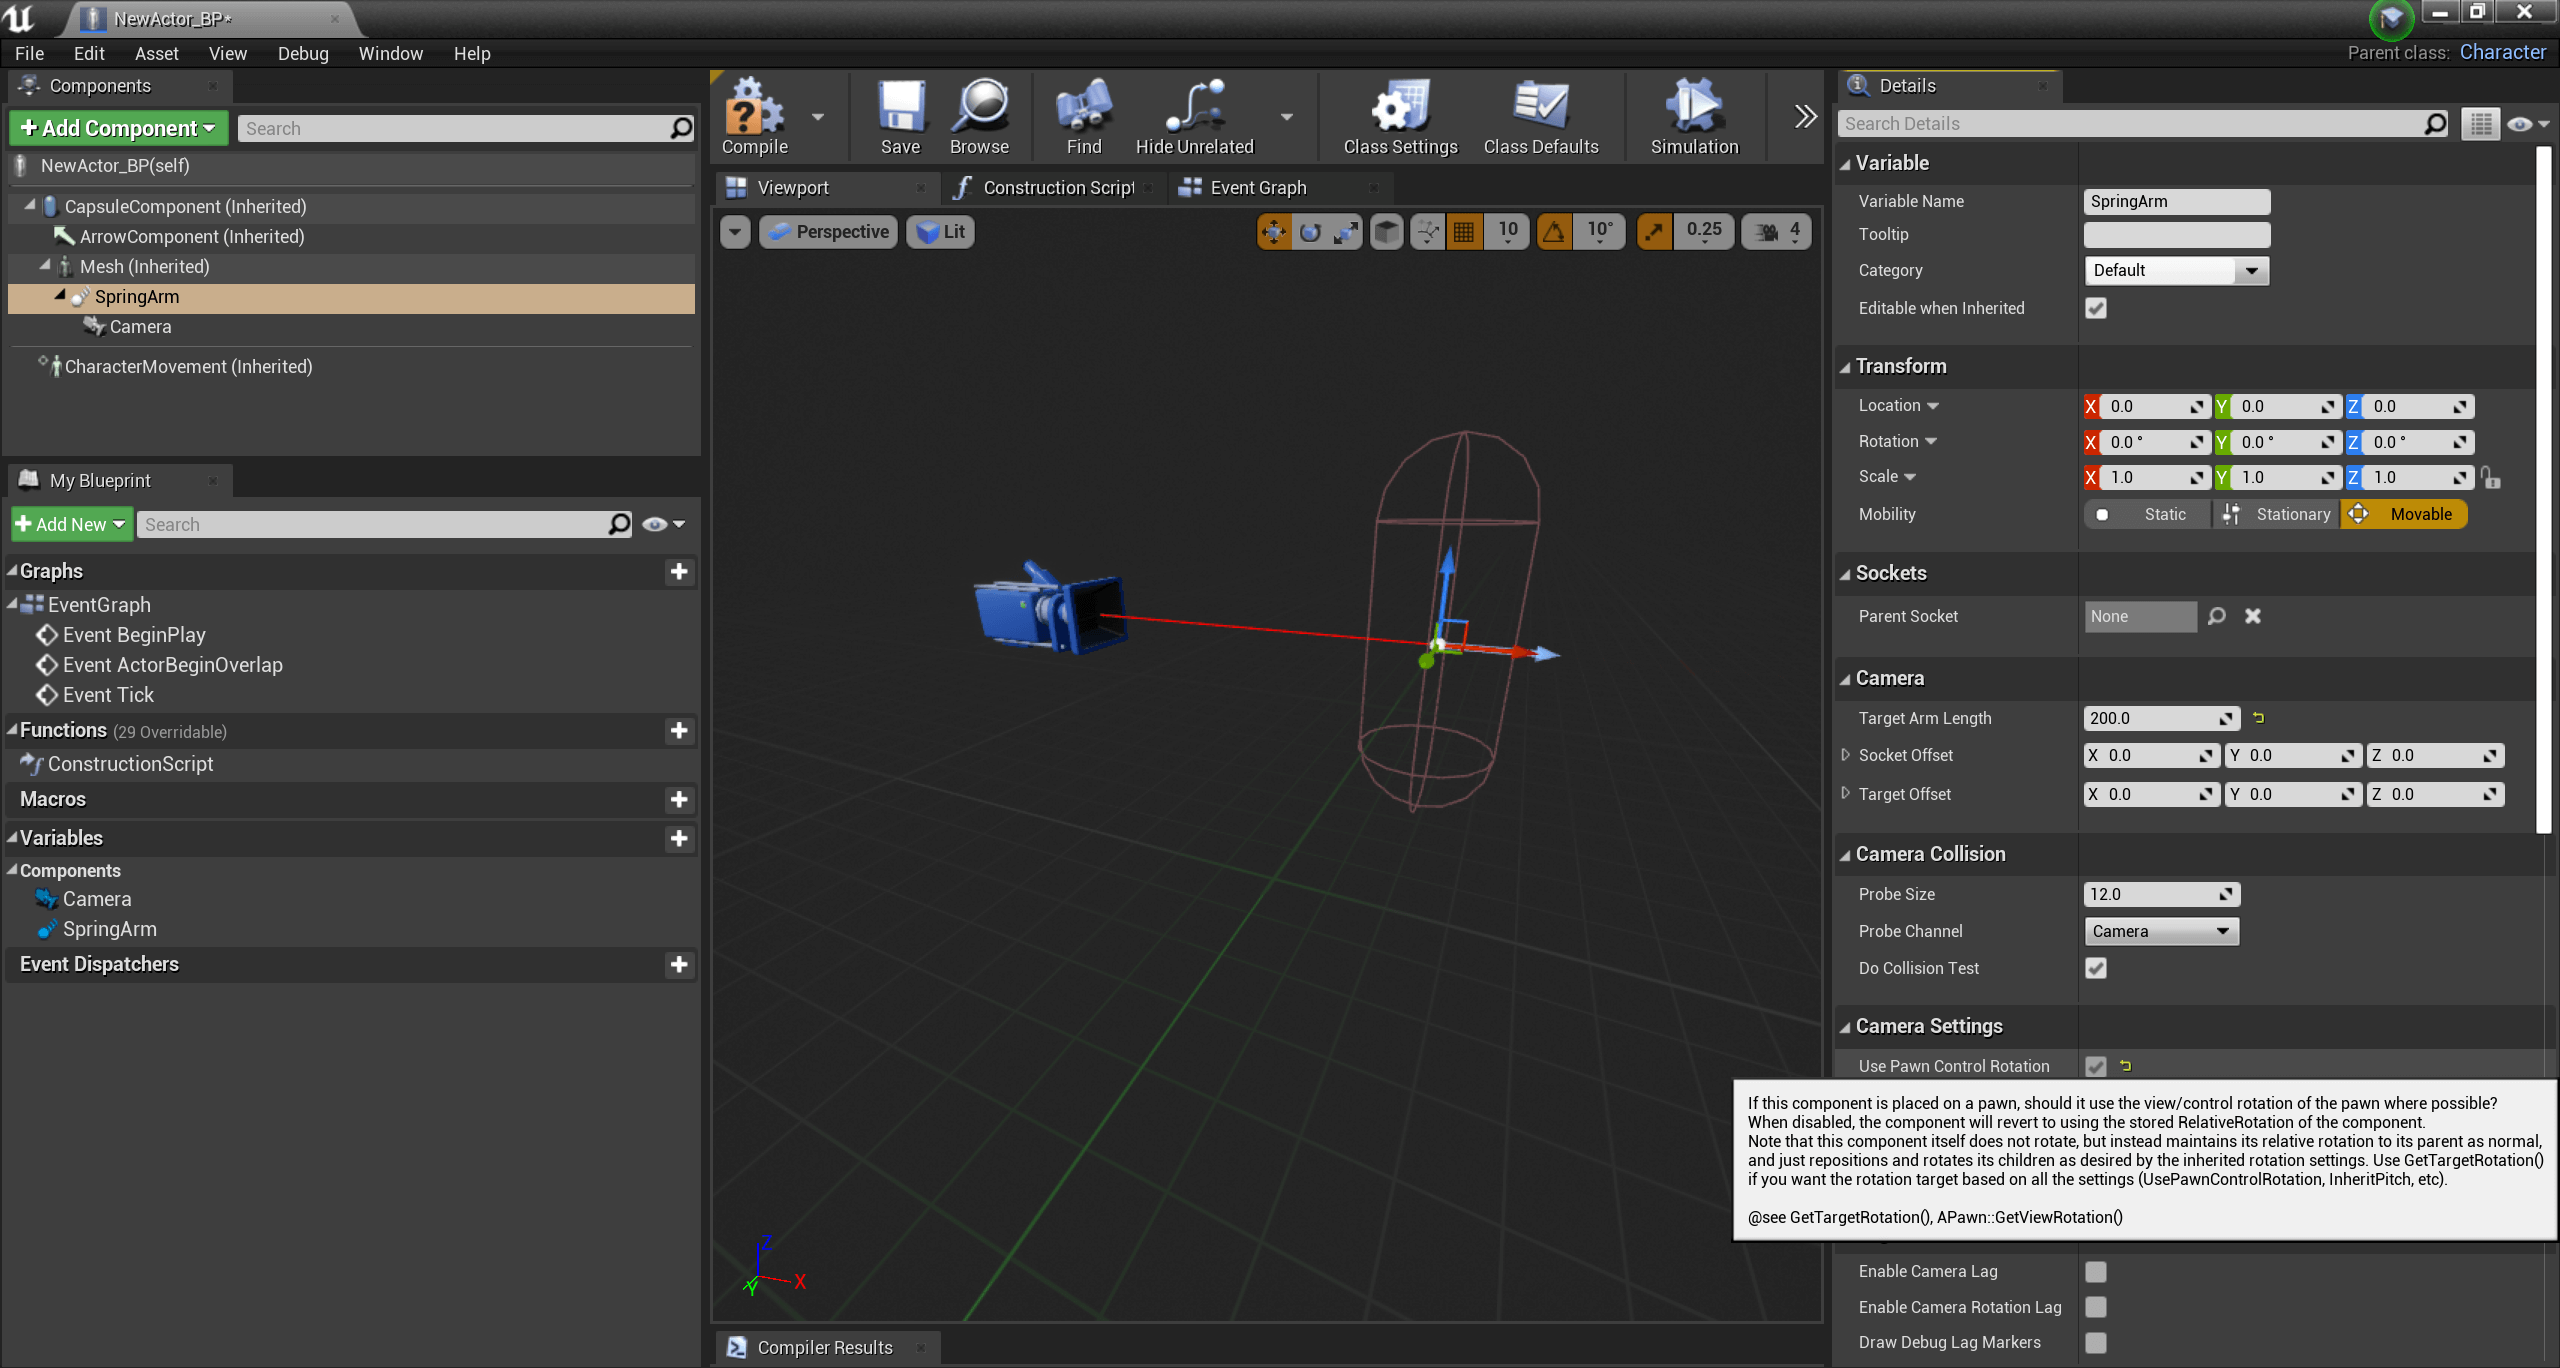 NewActor_BP*
File Edit Asset View Debug Window Help
Parent class: Character
Components
+ Add Component
Search
NewActor_BP(self)
CapsuleComponent (Inherited)
ArrowComponent (Inherited)
Mesh (Inherited)
SpringArm
Camera
CharacterMovement (Inherited)
My Blueprint
+ Add New
Search
Graphs
EventGraph
Event BeginPlay
Event ActorBeginOverlap
Event Tick
Functions (29 Overridable)
ConstructionScript
Macros
Variables
Components
Camera
SpringArm
Event Dispatchers
Compile Save Browse Find Hide Unrelated Class Settings Class Defaults Simulation
Viewport Construction Script Event Graph
Perspective Lit 10 10° 0.25 4
Z
X
Y
Compiler Results
Details
Search Details
Variable
Variable Name SpringArm
Tooltip
Category Default
Editable when Inherited
Transform
Location X 0.0 Y 0.0 Z 0.0
Rotation X 0.0 ° Y 0.0 ° Z 0.0 °
Scale X 1.0 Y 1.0 Z 1.0
Mobility Static Stationary Movable
Sockets
Parent Socket None
Camera
Target Arm Length 200.0
Socket Offset X 0.0 Y 0.0 Z 0.0
Target Offset X 0.0 Y 0.0 Z 0.0
Camera Collision
Probe Size 12.0
Probe Channel Camera
Do Collision Test
Camera Settings
Use Pawn Control Rotation
If this component is placed on a pawn, should it use the view/control rotation of the pawn where possible?
When disabled, the component will revert to using the stored RelativeRotation of the component.
Note that this component itself does not rotate, but instead maintains its relative rotation to its parent as normal,
and just repositions and rotates its children as desired by the inherited rotation settings. Use GetTargetRotation()
if you want the rotation target based on all the settings (UsePawnControlRotation, InheritPitch, etc).
@see GetTargetRotation(), APawn::GetViewRotation()
Enable Camera Lag
Enable Camera Rotation Lag
Draw Debug Lag Markers